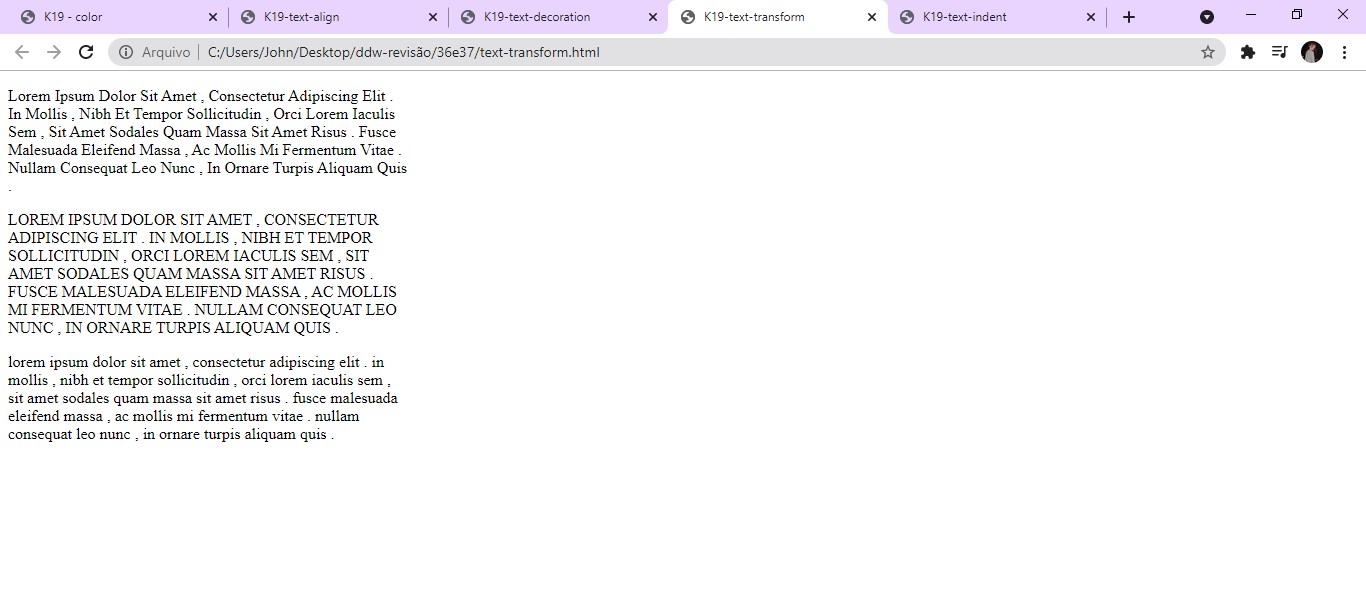 K19 - color
K19-text-align
K19-text-decoration
K19-text-transform
K19-text-indent
Arquivo | C:/Users/John/Desktop/ddw-revisão/36e37/text-transform.html
Lorem Ipsum Dolor Sit Amet , Consectetur Adipiscing Elit .
In Mollis , Nibh Et Tempor Sollicitudin , Orci Lorem Iaculis
Sem , Sit Amet Sodales Quam Massa Sit Amet Risus . Fusce
Malesuada Eleifend Massa , Ac Mollis Mi Fermentum Vitae .
Nullam Consequat Leo Nunc , In Ornare Turpis Aliquam Quis
.
LOREM IPSUM DOLOR SIT AMET , CONSECTETUR
ADIPISCING ELIT . IN MOLLIS , NIBH ET TEMPOR
SOLLICITUDIN , ORCI LOREM IACULIS SEM , SIT
AMET SODALES QUAM MASSA SIT AMET RISUS .
FUSCE MALESUADA ELEIFEND MASSA , AC MOLLIS
MI FERMENTUM VITAE . NULLAM CONSEQUAT LEO
NUNC , IN ORNARE TURPIS ALIQUAM QUIS .
lorem ipsum dolor sit amet , consectetur adipiscing elit . in
mollis , nibh et tempor sollicitudin , orci lorem iaculis sem ,
sit amet sodales quam massa sit amet risus . fusce malesuada
eleifend massa , ac mollis mi fermentum vitae . nullam
consequat leo nunc , in ornare turpis aliquam quis .